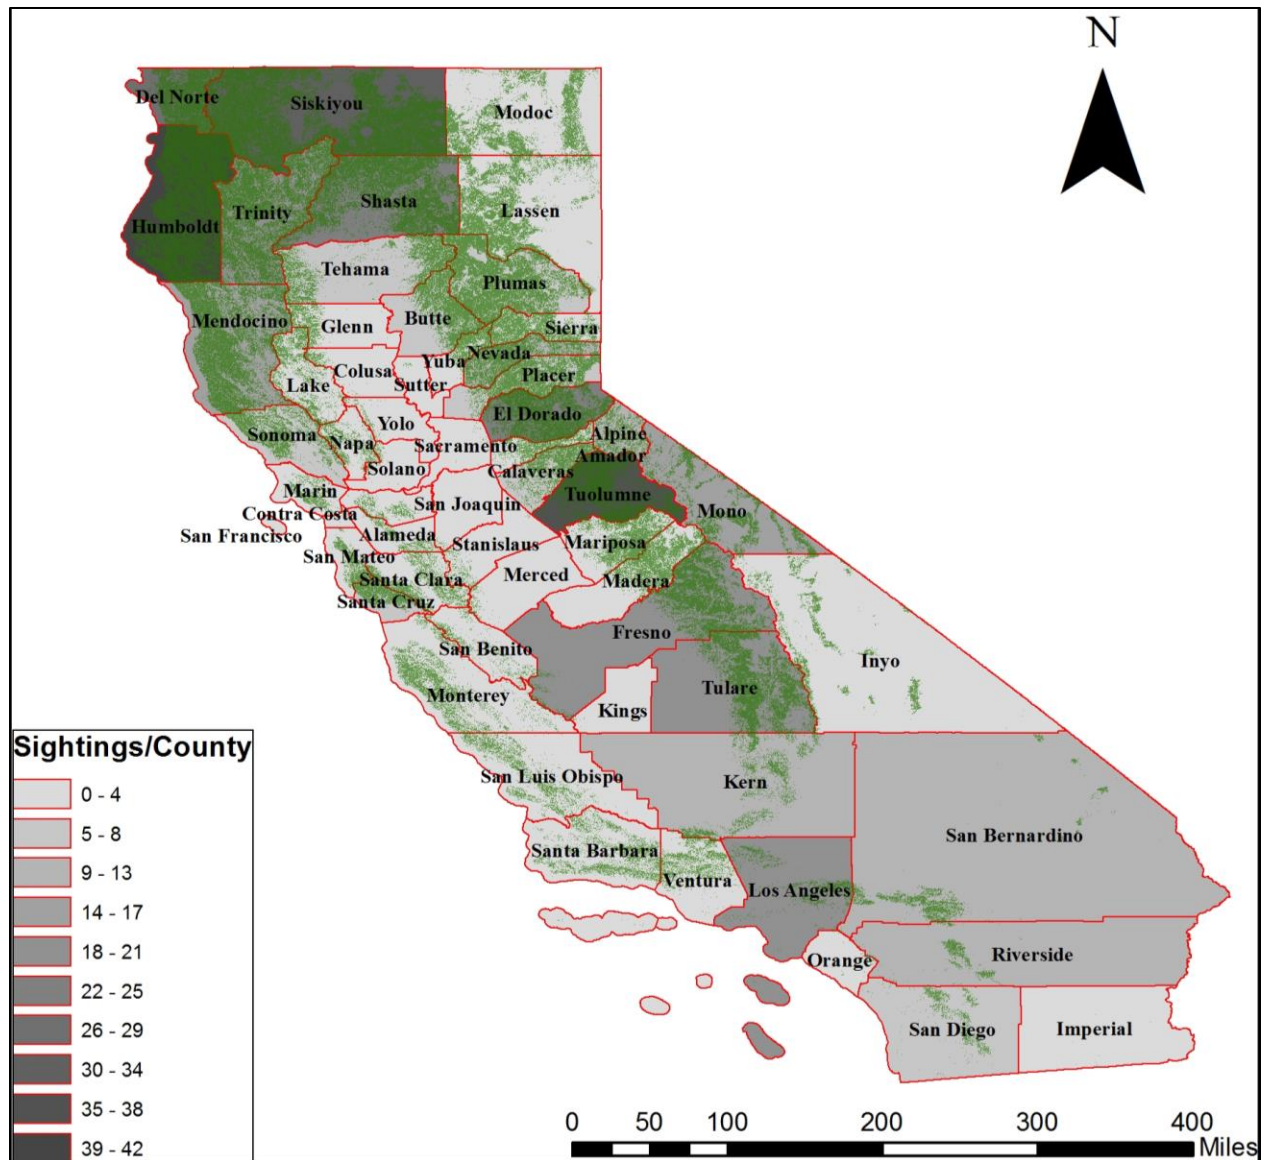 N
Del Norte
Siskiyou
Modoc
Humboldt
Trinity
Shasta
Lassen
Tehama
Plumas
Mendocino
Glenn
Butte
Sierra
Lake
Colusa
Yuba
Nevada
Sutter
Placer
Sonoma
Napa
Yolo
El Dorado
Alpine
Sacramento
Amador
Solano
Calaveras
Marin
San Joaquin
Tuolumne
Mono
Contra Costa
San Francisco
Alameda
Stanislaus
Mariposa
San Mateo
Santa Clara
Merced
Madera
Santa Cruz
Fresno
San Benito
Inyo
Monterey
Kings
Tulare
San Luis Obispo
Kern
San Bernardino
Santa Barbara
Ventura
Los Angeles
Orange
Riverside
San Diego
Imperial
Sightings/County
0 - 4
5 - 8
9 - 13
14 - 17
18 - 21
22 - 25
26 - 29
30 - 34
35 - 38
39 - 42
0 50 100 200 300 400
Miles